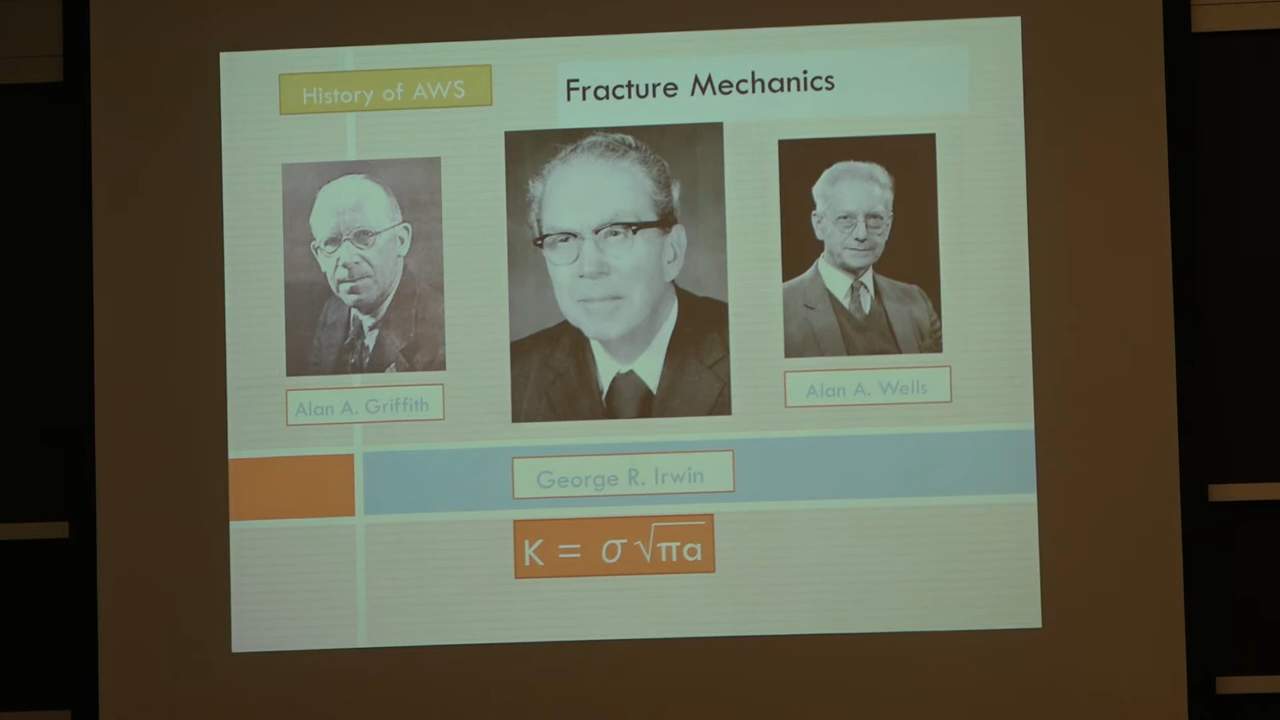 History of AWS
Fracture Mechanics
Alan A. Griffith
Alan A. Wells
George R. Irwin
K = σ√πa